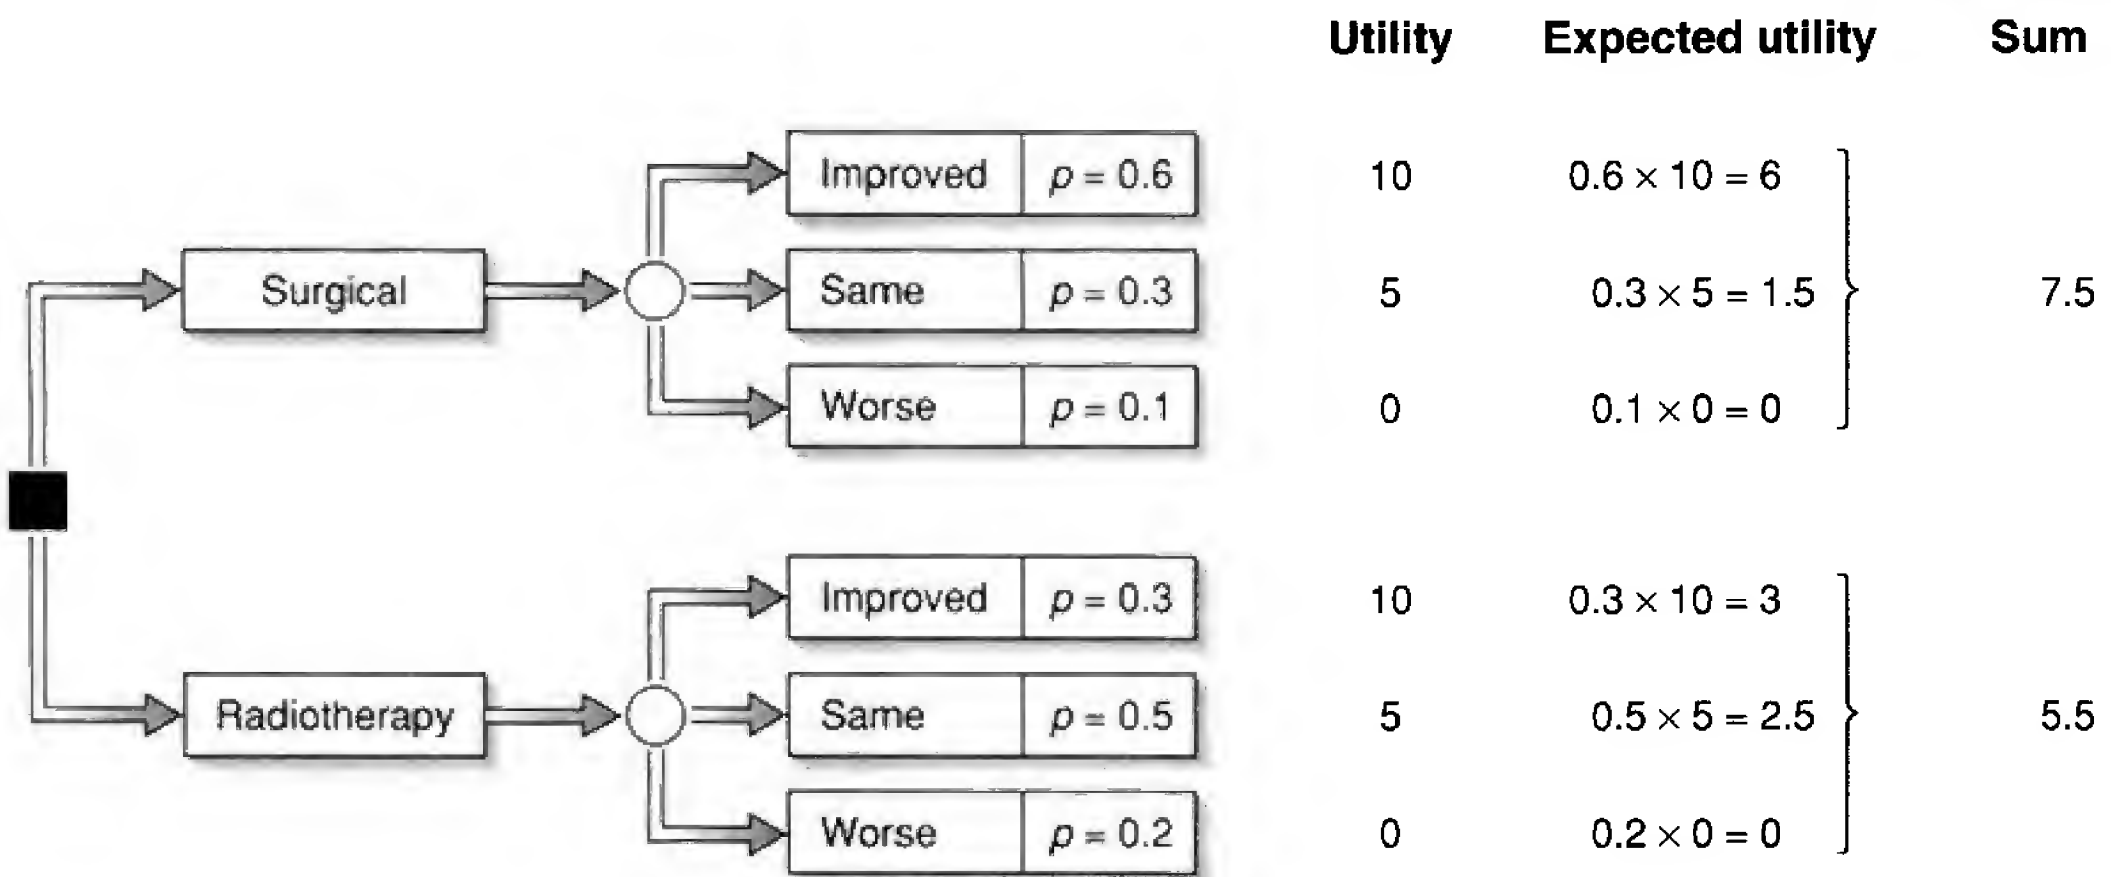 Utility Expected utility Sum
Improved p = 0.6 10 0.6 × 10 = 6
Surgical Same p = 0.3 5 0.3 × 5 = 1.5 7.5
Worse p = 0.1 0 0.1 × 0 = 0
Improved p = 0.3 10 0.3 × 10 = 3
Radiotherapy Same p = 0.5 5 0.5 × 5 = 2.5 5.5
Worse p = 0.2 0 0.2 × 0 = 0